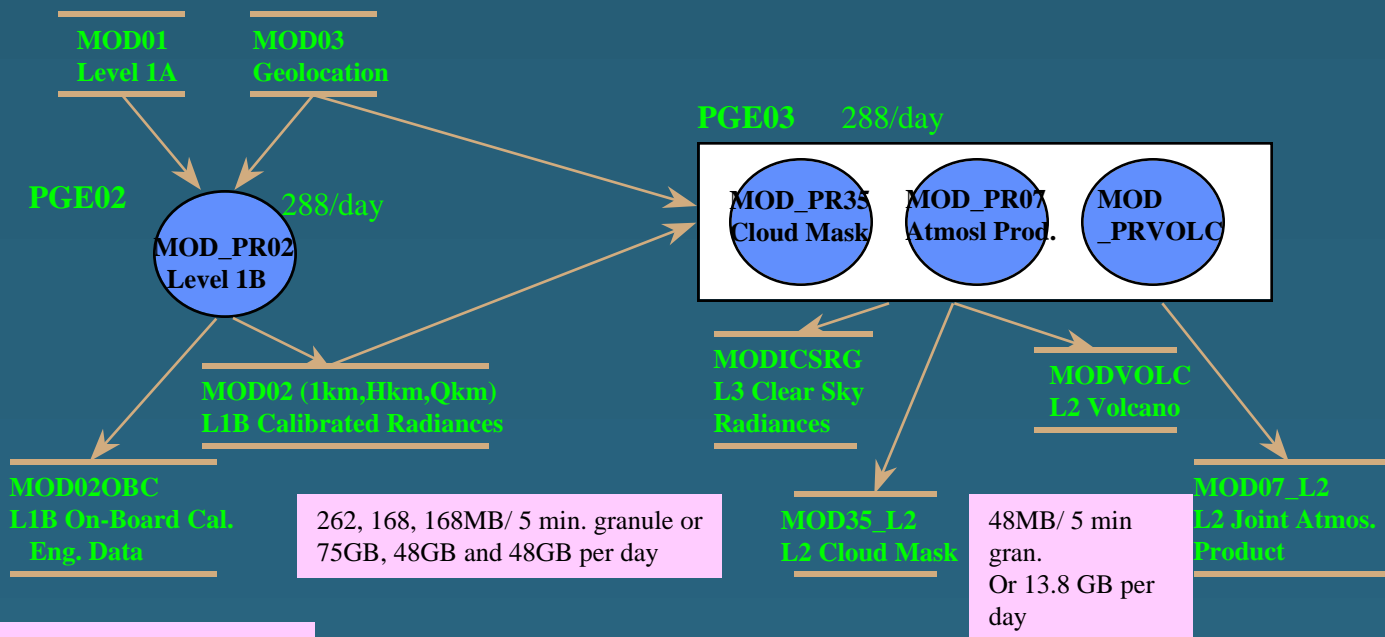 MOD01
Level 1A
MOD03
Geolocation
PGE03 288/day
PGE02
288/day
MOD_PR02
Level 1B
MOD_PR35
Cloud Mask
MOD_PR07
Atmosl Prod.
MOD
_PRVOLC
MOD02 (1km,Hkm,Qkm)
L1B Calibrated Radiances
MODICSRG
L3 Clear Sky
Radiances
MODVOLC
L2 Volcano
MOD02OBC
L1B On-Board Cal.
Eng. Data
262, 168, 168MB/ 5 min. granule or
75GB, 48GB and 48GB per day
MOD35_L2
L2 Cloud Mask
48MB/ 5 min
gran.
Or 13.8 GB per
day
MOD07_L2
L2 Joint Atmos.
Product